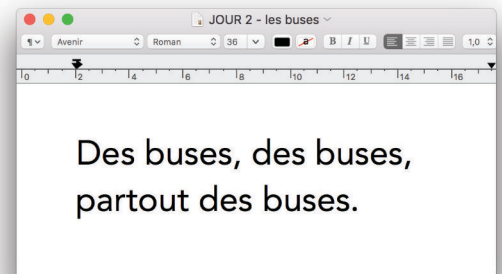 JOUR 2 - les buses
¶ Avenir Roman 36 a B I U 1,0
0 2 4 6 8 10 12 14 16
Des buses, des buses,
partout des buses.